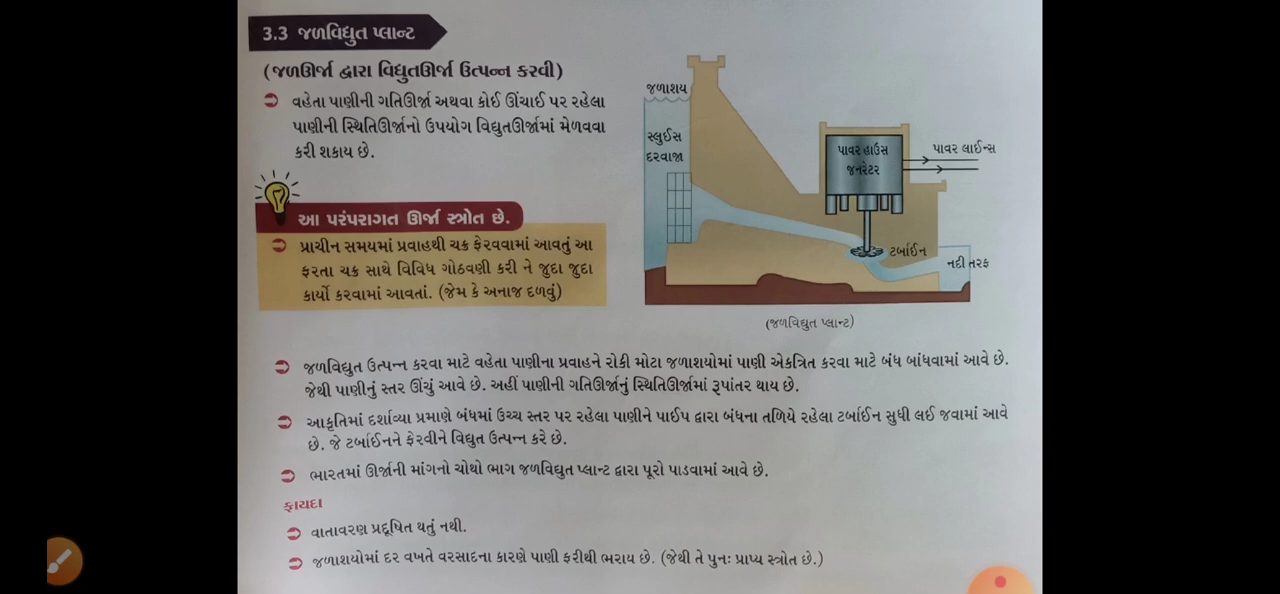 3.3 જળવિદ્યુત પ્લાન્ટ
(જળઊર્જા દ્વારા વિદ્યુતઊર્જા ઉત્પન્ન કરવી)
વહેતા પાણીની ગતિઊર્જા અથવા કોઈ ઊંચાઈ પર રહેલા
પાણીની સ્થિતિઊર્જાનો ઉપયોગ વિદ્યુતઊર્જામાં મેળવવા
કરી શકાય છે.
આ પરંપરાગત ઊર્જા સ્ત્રોત છે.
પ્રાચીન સમયમાં પ્રવાહથી ચક્ર ફેરવવામાં આવતું આ
ફરતા ચક્ર સાથે વિવિધ ગોઠવણી કરી ને જુદા જુદા
કાર્યો કરવામાં આવતાં. (જેમ કે અનાજ દળવું)
જળાશય
સ્લુઈસ
દરવાજા
પાવર હાઉસ
જનરેટર
પાવર લાઈન્સ
ટર્બાઈન
નદી તરફ
(જળવિદ્યુત પ્લાન્ટ)
જળવિદ્યુત ઉત્પન્ન કરવા માટે વહેતા પાણીના પ્રવાહને રોકી મોટા જળાશયોમાં પાણી એકત્રિત કરવા માટે બંધ બાંધવામાં આવે છે.
જેથી પાણીનું સ્તર ઊંચું આવે છે. અહીં પાણીની ગતિઊર્જાનું સ્થિતિઊર્જામાં રૂપાંતર થાય છે.
આકૃતિમાં દર્શાવ્યા પ્રમાણે બંધમાં ઉચ્ચ સ્તર પર રહેલા પાણીને પાઈપ દ્વારા બંધના તળિયે રહેલા ટર્બાઈન સુધી લઈ જવામાં આવે
છે. જે ટર્બાઈનને ફેરવીને વિદ્યુત ઉત્પન્ન કરે છે.
ભારતમાં ઊર્જાની માંગનો ચોથો ભાગ જળવિદ્યુત પ્લાન્ટ દ્વારા પૂરો પાડવામાં આવે છે.
ફાયદા
વાતાવરણ પ્રદૂષિત થતું નથી.
જળાશયોમાં દર વખતે વરસાદના કારણે પાણી ફરીથી ભરાય છે. (જેથી તે પુનઃ પ્રાપ્ય સ્ત્રોત છે.)